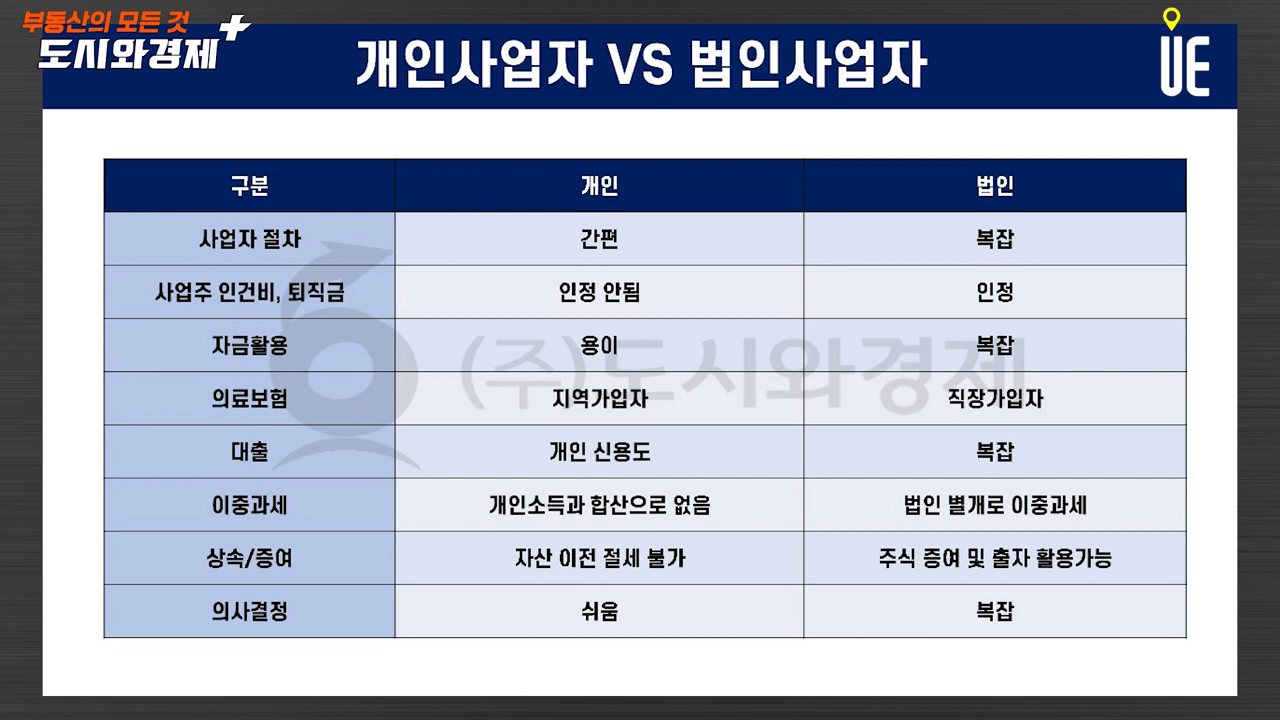 부동산의 모든 것
도시와경제
개인사업자 VS 법인사업자
UE
구분 개인 법인
사업자 절차 간편 복잡
사업주 인건비, 퇴직금 인정 안됨 인정
자금활용 용이 복잡
(주)도시와경제
의료보험 지역가입자 직장가입자
대출 개인 신용도 복잡
이중과세 개인소득과 합산으로 없음 법인 별개로 이중과세
상속/증여 자산 이전 절세 불가 주식 증여 및 출자 활용가능
의사결정 쉬움 복잡